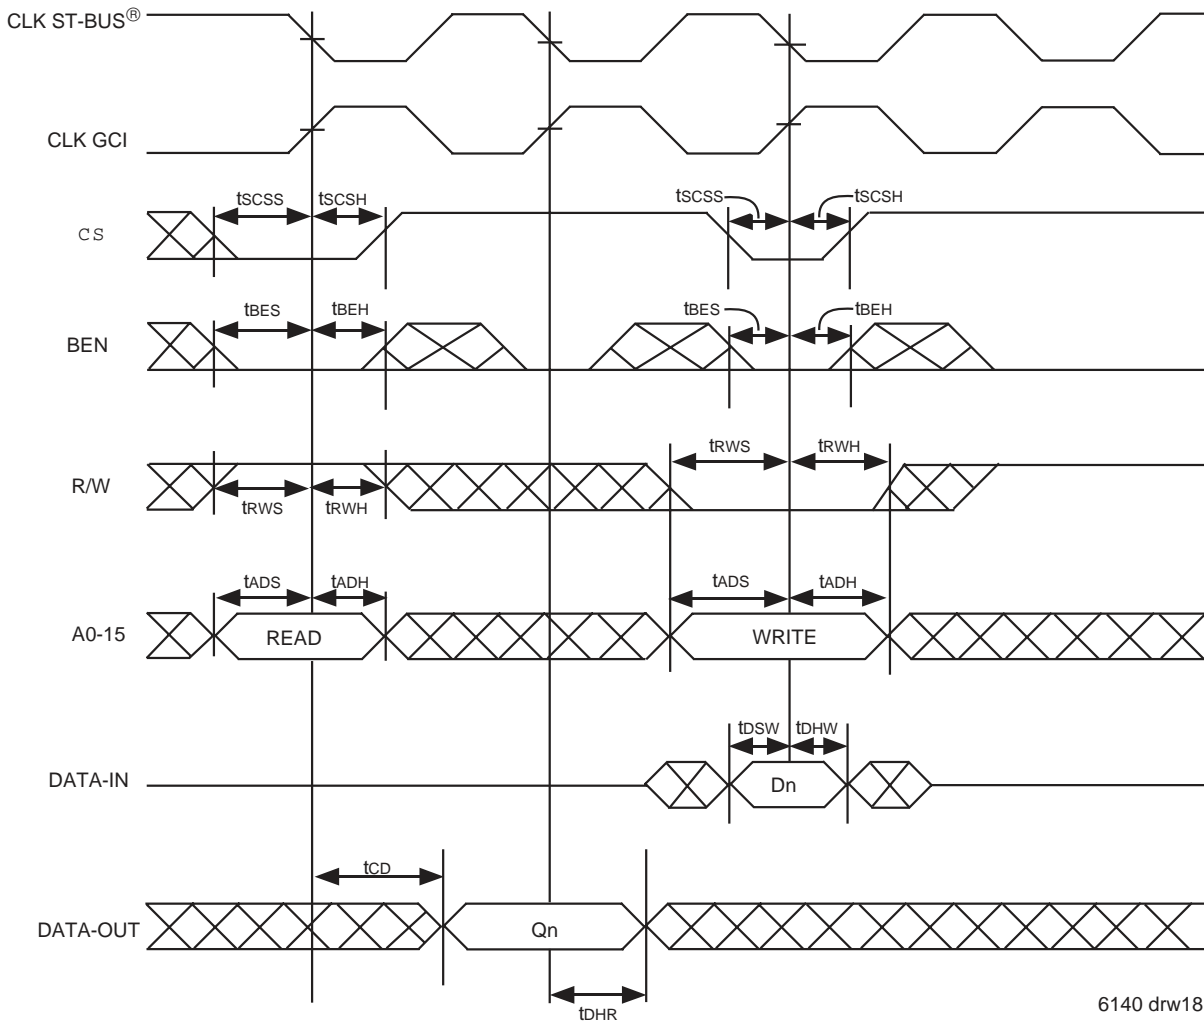 CLK ST-BUS®
CLK GCI
tSCSS tSCSH tSCSS tSCSH
CS
tBES tBEH tBES tBEH
BEN
tRWS tRWH
R/W
tRWS tRWH
tADS tADH tADS tADH
A0-15 READ WRITE
tDSW tDHW
DATA-IN Dn
tCD
DATA-OUT Qn
tDHR
6140 drw18